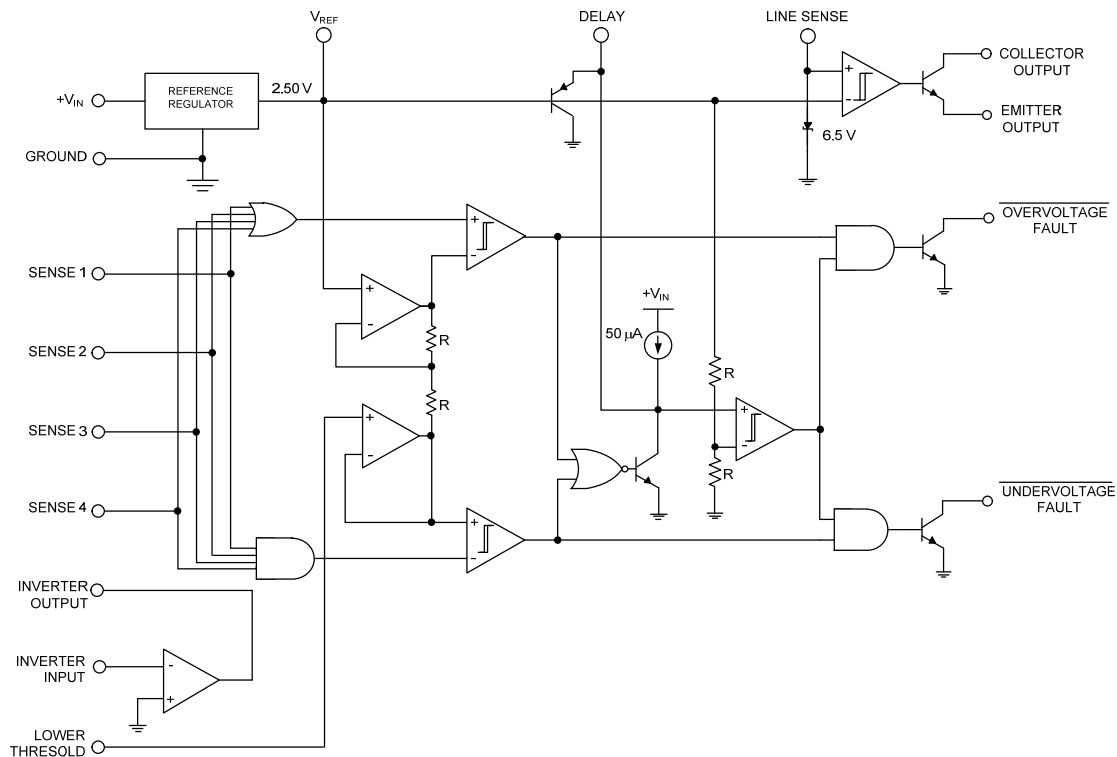 VREF
DELAY
LINE SENSE
+VIN
REFERENCE
REGULATOR
2.50 V
+
-
COLLECTOR
OUTPUT
EMITTER
OUTPUT
6.5 V
GROUND
SENSE 1
SENSE 2
SENSE 3
SENSE 4
+
-
+
-
R
R
+
-
+
-
+VIN
50 µA
R
R
+
-
OVERVOLTAGE
FAULT
UNDERVOLTAGE
FAULT
INVERTER
OUTPUT
INVERTER
INPUT
-
+
LOWER
THRESOLD